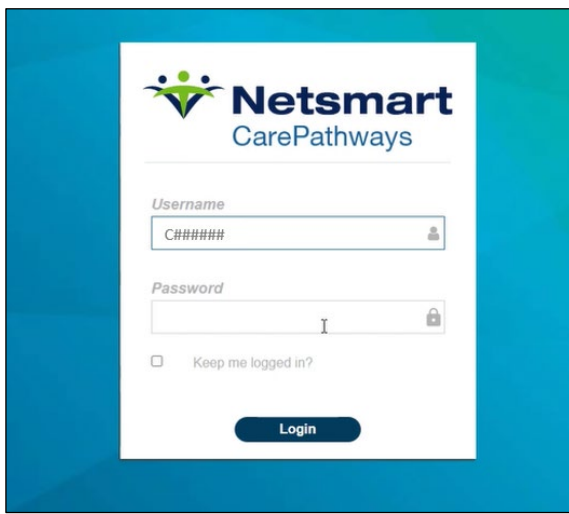 Netsmart
CarePathways
Username
C######
Password
Keep me logged in?
Login